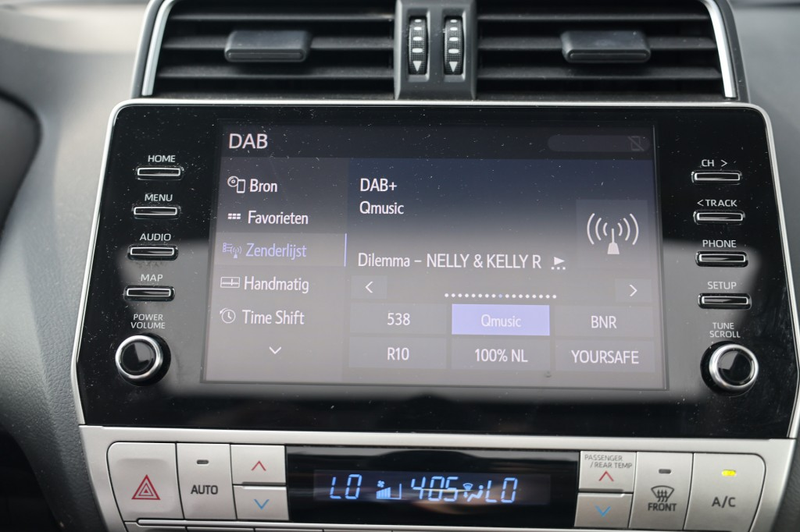 DAB
HOME
MENU
AUDIO
MAP
POWER
VOLUME
Bron
Favorieten
Zenderlijst
Handmatig
Time Shift
DAB+
Qmusic
Dilemma – NELLY & KELLY R
538
Qmusic
BNR
R10
100% NL
YOURSAFE
CH >
< TRACK
PHONE
SETUP
TUNE
SCROLL
AUTO
LO
405
LO
PASSENGER
/REAR TEMP
FRONT
A/C